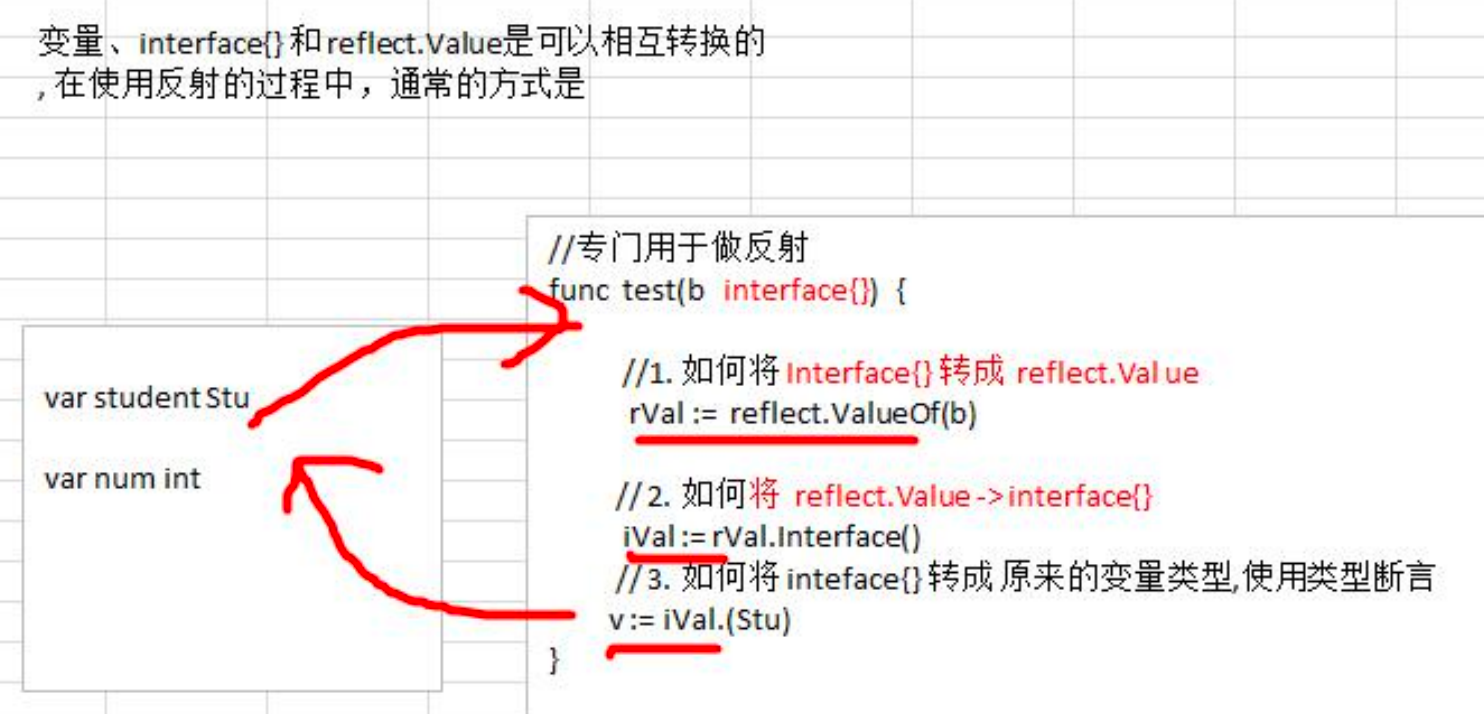 变量、interface{} 和 reflect.Value是可以相互转换的
, 在使用反射的过程中，通常的方式是
//专门用于做反射
func test(b interface{}) {
//1. 如何将 Interface{} 转成 reflect.Value
rVal := reflect.ValueOf(b)
//2. 如何将 reflect.Value->interface{}
iVal := rVal.Interface()
//3. 如何将 inteface{} 转成 原来的变量类型,使用类型断言
v := iVal.(Stu)
}
var student Stu
var num int